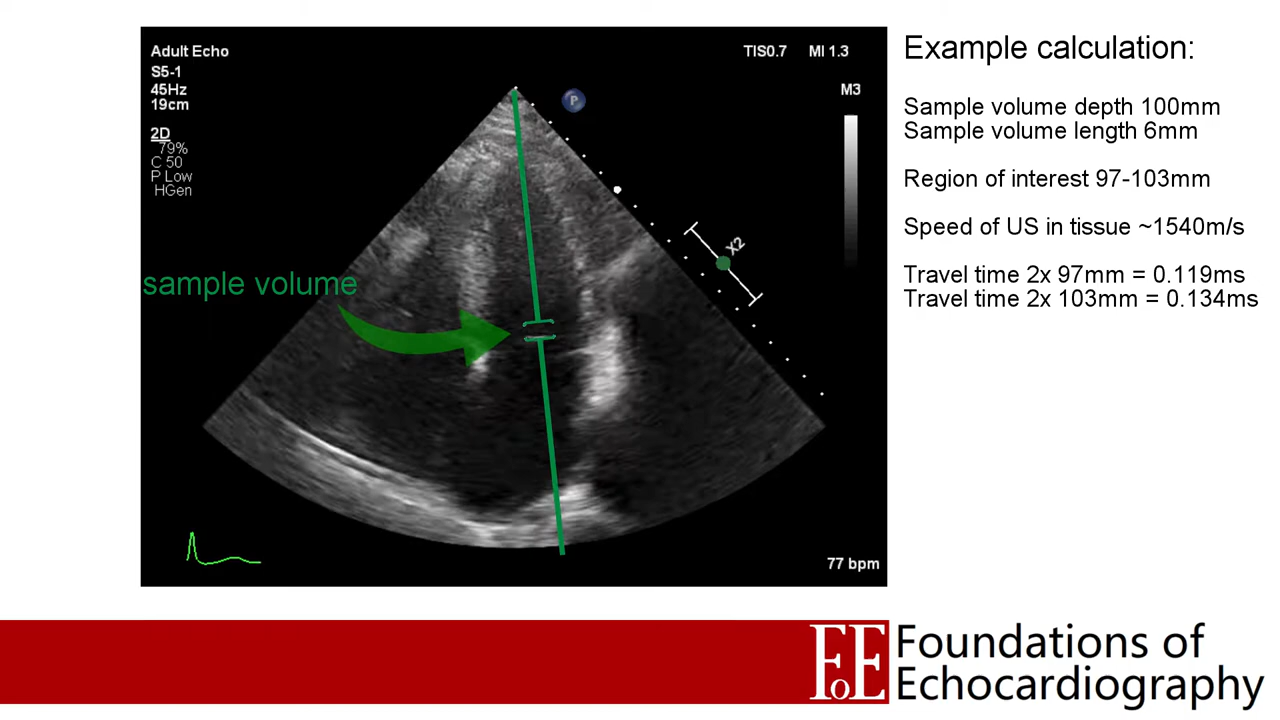 Adult Echo
TIS0.7 MI 1.3
S5-1
45Hz
19cm
M3
P
2D
79%
C 50
P Low
HGen
X2
sample volume
77 bpm
Example calculation:
Sample volume depth 100mm
Sample volume length 6mm
Region of interest 97-103mm
Speed of US in tissue ~1540m/s
Travel time 2x 97mm = 0.119ms
Travel time 2x 103mm = 0.134ms
FoE
Foundations of
Echocardiography